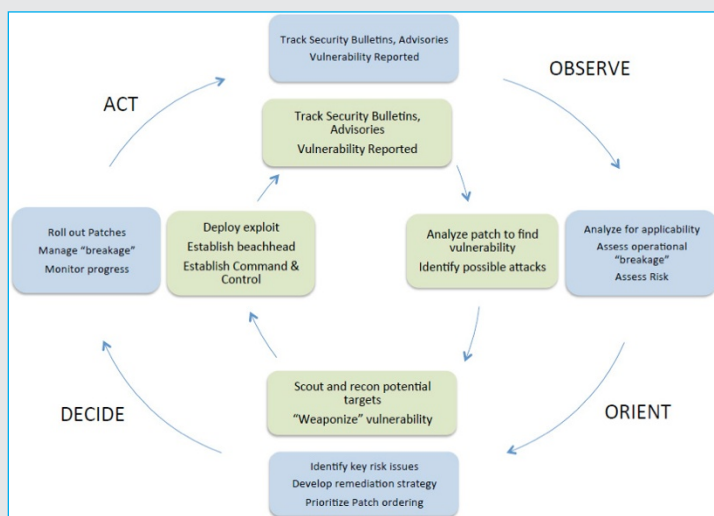 Track Security Bulletins, Advisories
Vulnerability Reported
OBSERVE
ACT
Track Security Bulletins,
Advisories
Vulnerability Reported
Roll out Patches
Manage “breakage”
Monitor progress
Deploy exploit
Establish beachhead
Establish Command &
Control
Analyze patch to find
vulnerability
Identify possible attacks
Analyze for applicability
Assess operational
“breakage”
Assess Risk
Scout and recon potential
targets
“Weaponize” vulnerability
DECIDE
ORIENT
Identify key risk issues
Develop remediation strategy
Prioritize Patch ordering